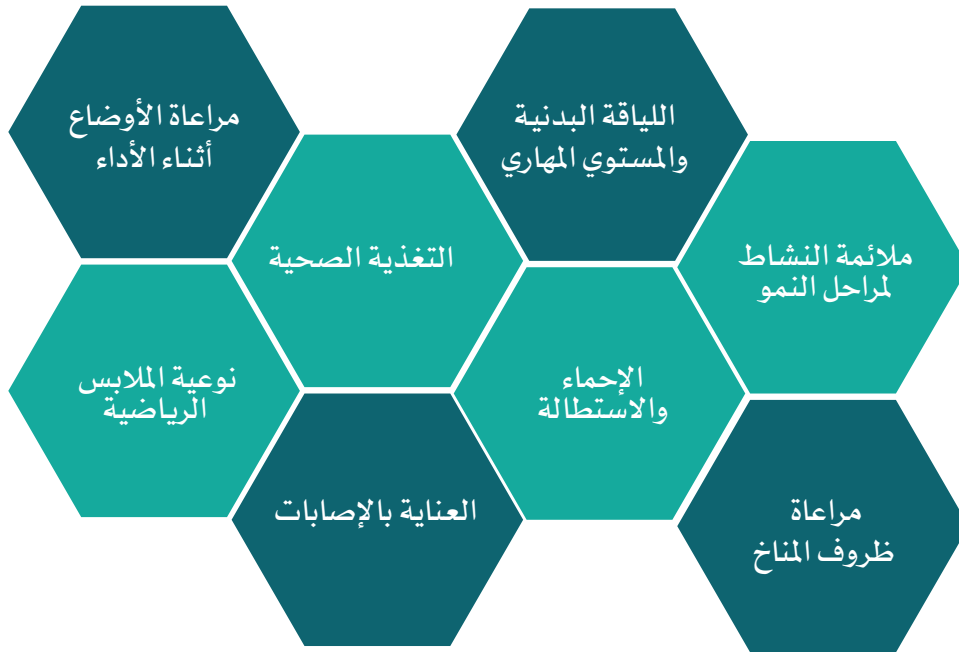 اللياقة البدنية
والمستوي المهاري
مراعاة الأوضاع
أثناء الأداء
ملائمة النشاط
لمراحل النمو
التغذية الصحية
الإحماء
والاستطالة
نوعية الملابس
الرياضية
مراعاة
ظروف المناخ
العناية بالإصابات